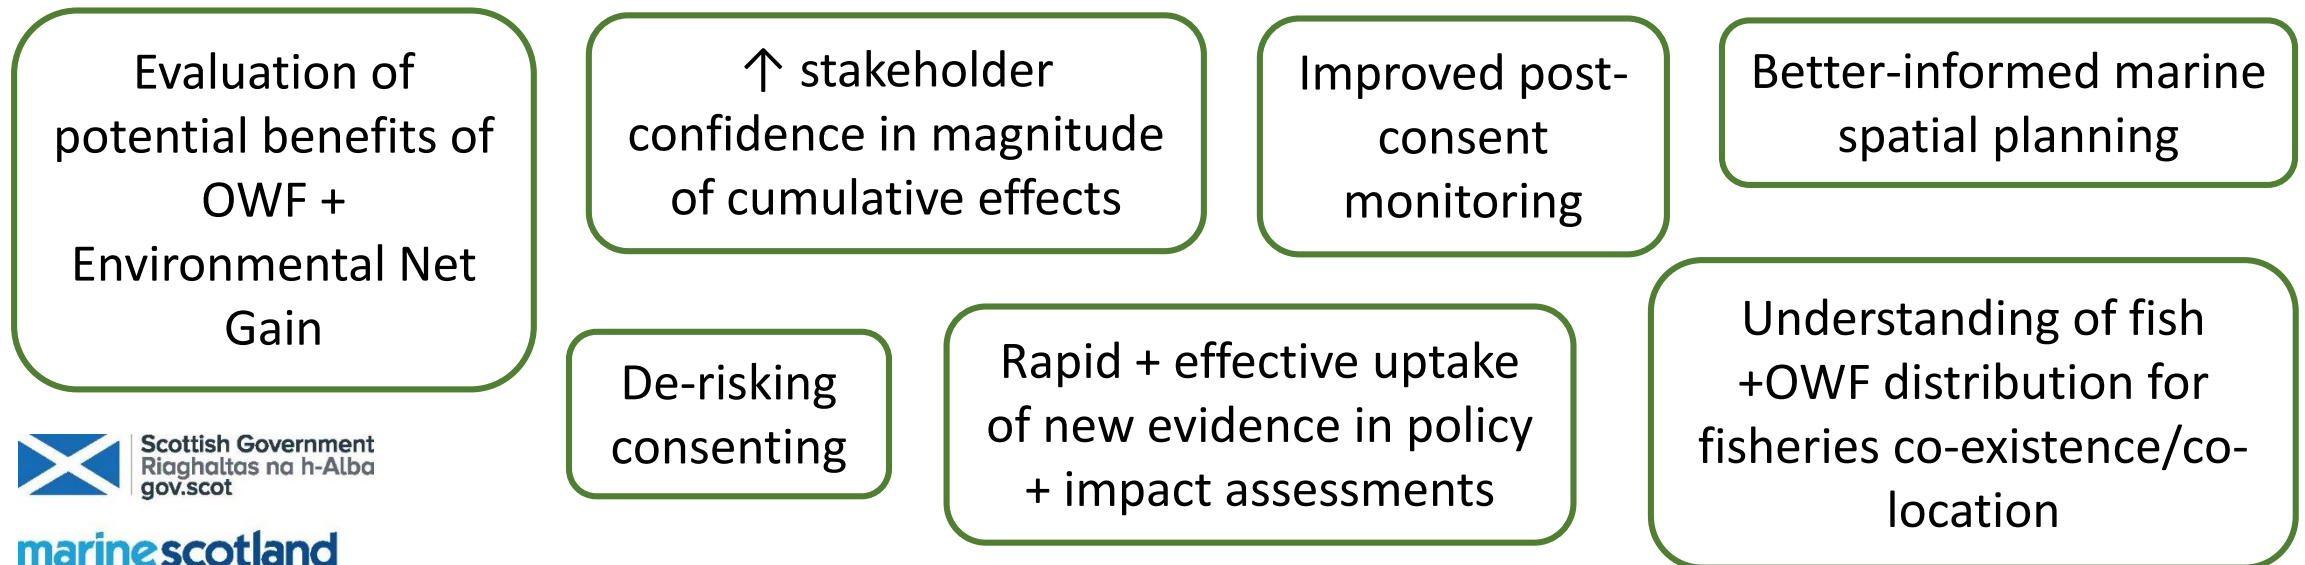 Evaluation of
potential benefits of
OWF +
Environmental Net
Gain
↑ stakeholder
confidence in magnitude
of cumulative effects
Improved post-
consent
monitoring
Better-informed marine
spatial planning
De-risking
consenting
Rapid + effective uptake
of new evidence in policy
+ impact assessments
Understanding of fish
+OWF distribution for
fisheries co-existence/co-
location
Scottish Government
Riaghaltas na h-Alba
gov.scot
marinescotland